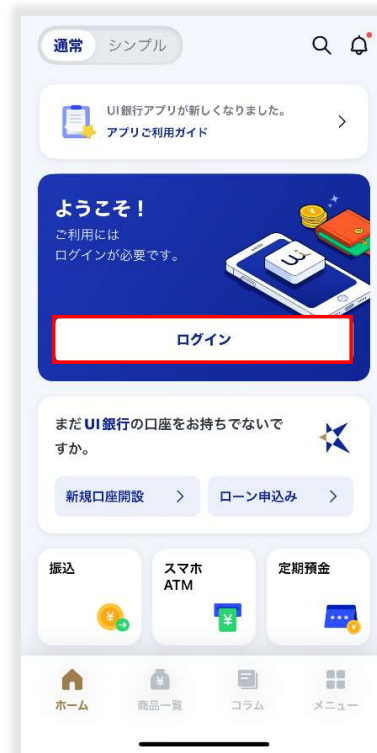 通常 シンプル
UI銀行アプリが新しくなりました。
アプリご利用ガイド
ようこそ！
ご利用には
ログインが必要です。
ログイン
まだUI銀行の口座をお持ちでないで
すか。
新規口座開設 ローン申込み
振込
スマホ
ATM
定期預金
ホーム 商品一覧 コラム メニュー